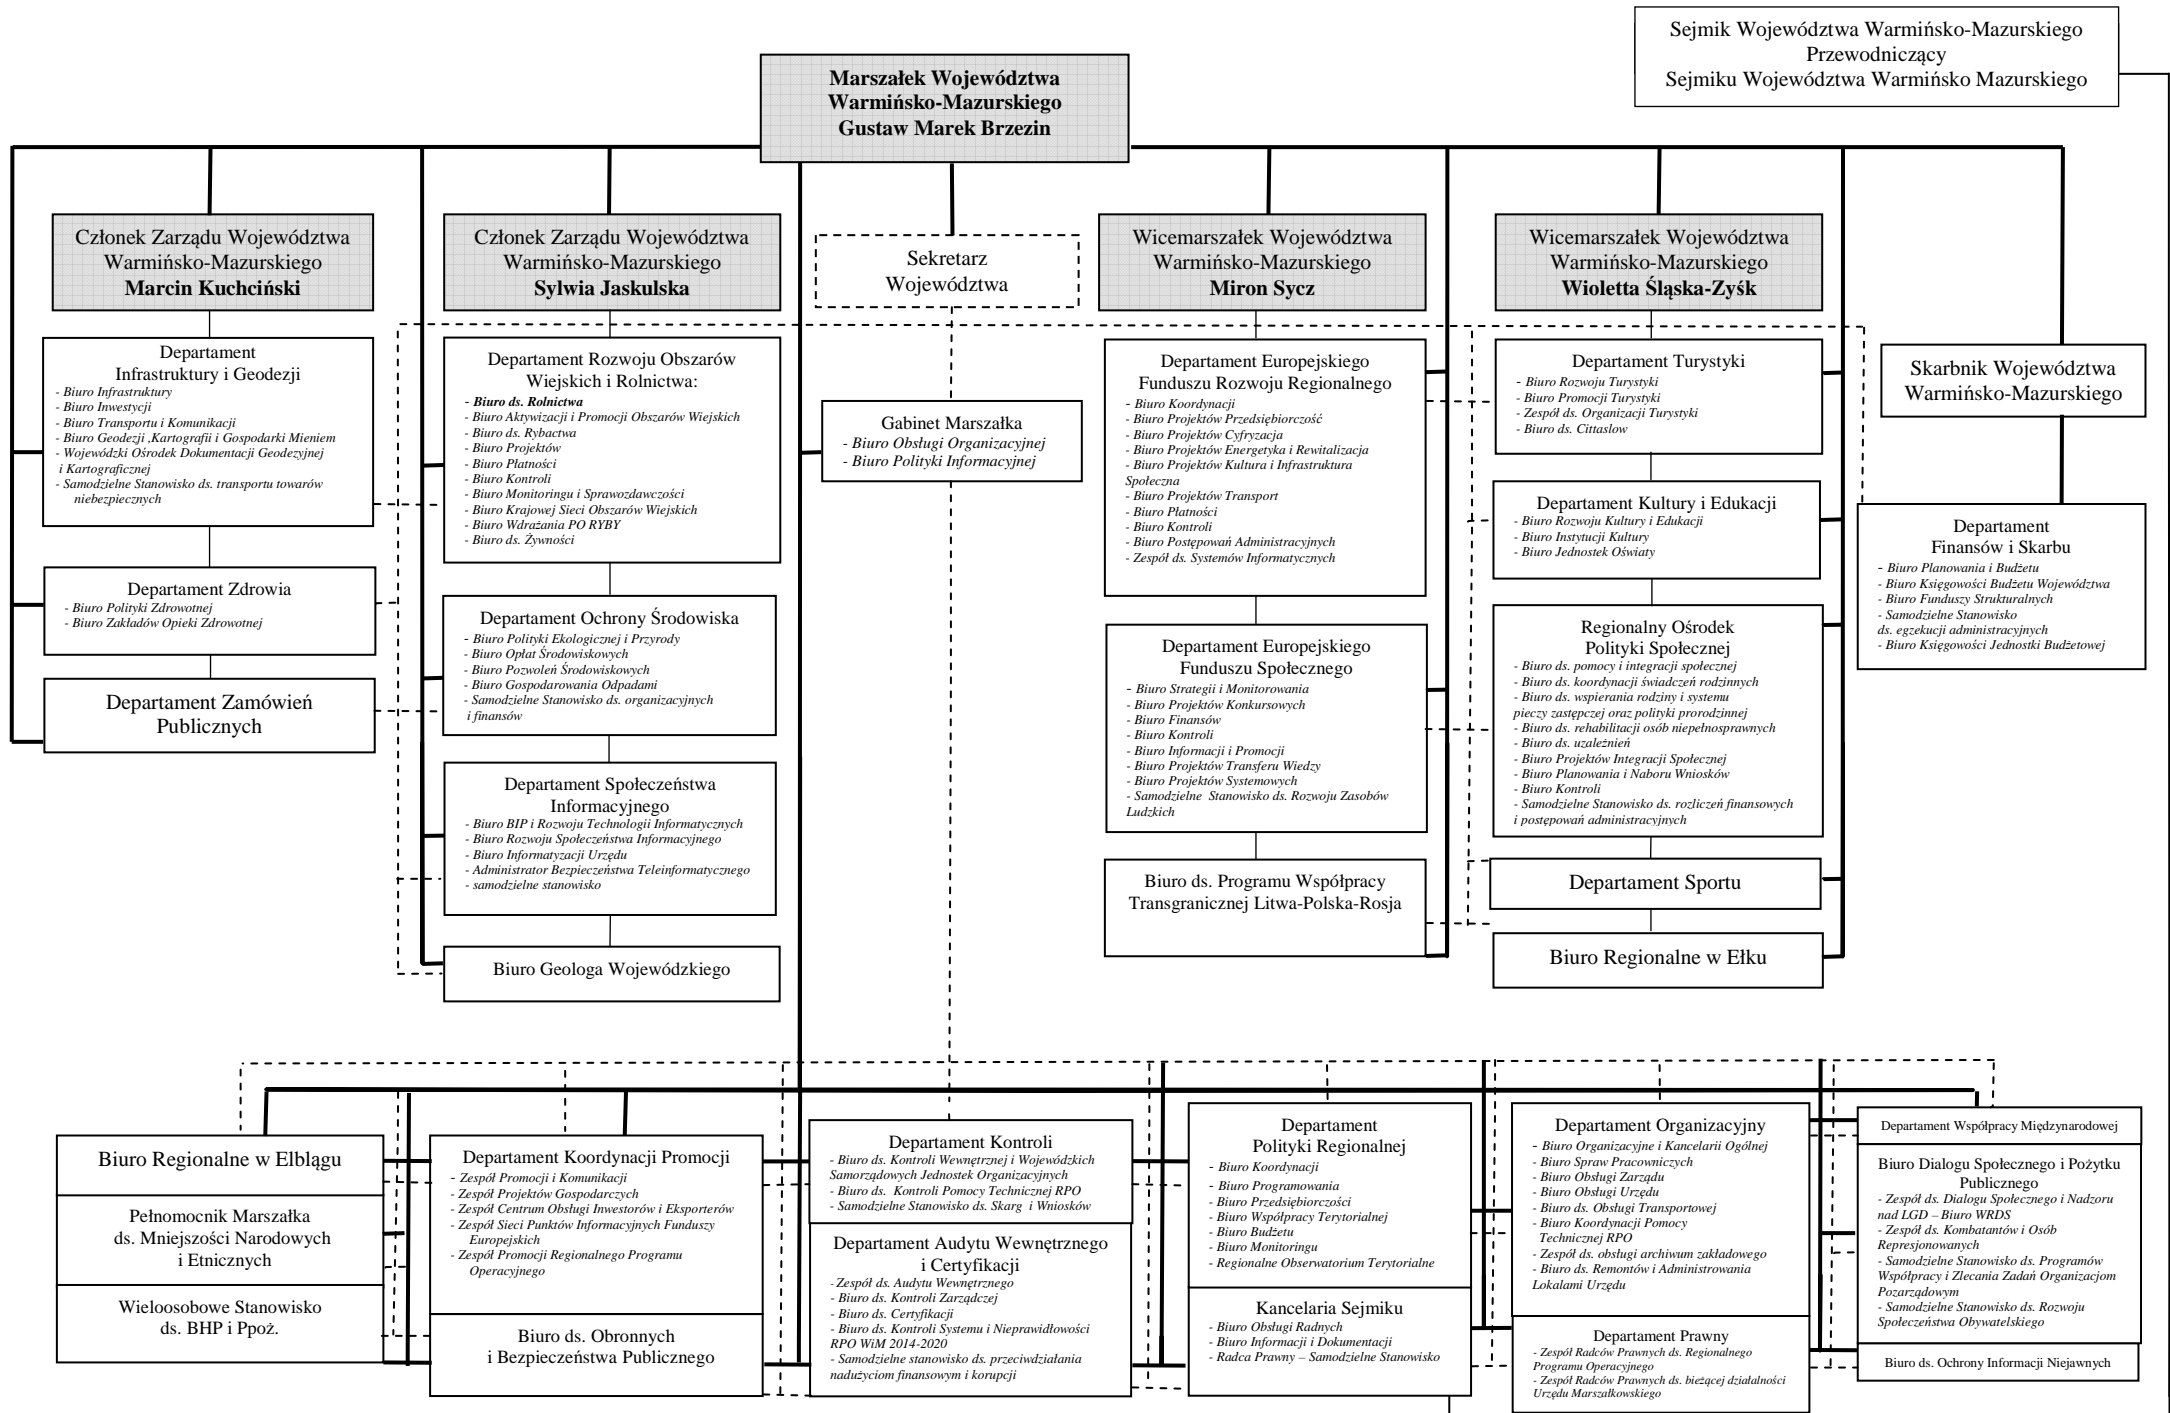 Sejmik Województwa Warmińsko-Mazurskiego
Przewodniczący
Sejmiku Województwa Warmińsko Mazurskiego
Marszałek Województwa
Warmińsko-Mazurskiego
Gustaw Marek Brzezin
Członek Zarządu Województwa
Warmińsko-Mazurskiego
Marcin Kuchciński
Członek Zarządu Województwa
Warmińsko-Mazurskiego
Sylwia Jaskulska
Sekretarz
Województwa
Wicemarszałek Województwa
Warmińsko-Mazurskiego
Miron Sycz
Wicemarszałek Województwa
Warmińsko-Mazurskiego
Wioletta Śląska-Zyśk
Departament
Infrastruktury i Geodezji
- Biuro Infrastruktury
- Biuro Inwestycji
- Biuro Transportu i Komunikacji
- Biuro Geodezji ,Kartografii i Gospodarki Mieniem
- Wojewódzki Ośrodek Dokumentacji Geodezyjnej
i Kartograficznej
- Samodzielne Stanowisko ds. transportu towarów
niebezpiecznych
Departament Zdrowia
- Biuro Polityki Zdrowotnej
- Biuro Zakładów Opieki Zdrowotnej
Departament Zamówień
Publicznych
Departament Rozwoju Obszarów
Wiejskich i Rolnictwa:
- Biuro ds. Rolnictwa
- Biuro Aktywizacji i Promocji Obszarów Wiejskich
- Biuro ds. Rybactwa
- Biuro Projektów
- Biuro Płatności
- Biuro Kontroli
- Biuro Monitoringu i Sprawozdawczości
- Biuro Krajowej Sieci Obszarów Wiejskich
- Biuro Wdrażania PO RYBY
- Biuro ds. Żywności
Departament Ochrony Środowiska
- Biuro Polityki Ekologicznej i Przyrody
- Biuro Opłat Środowiskowych
- Biuro Pozwoleń Środowiskowych
- Biuro Gospodarowania Odpadami
- Samodzielne Stanowisko ds. organizacyjnych
i finansów
Departament Społeczeństwa
Informacyjnego
- Biuro BIP i Rozwoju Technologii Informatycznych
- Biuro Rozwoju Społeczeństwa Informacyjnego
- Biuro Informatyzacji Urzędu
- Administrator Bezpieczeństwa Teleinformatycznego
- samodzielne stanowisko
Biuro Geologa Wojewódzkiego
Gabinet Marszałka
- Biuro Obsługi Organizacyjnej
- Biuro Polityki Informacyjnej
Departament Europejskiego
Funduszu Rozwoju Regionalnego
- Biuro Koordynacji
- Biuro Projektów Przedsiębiorczość
- Biuro Projektów Cyfryzacja
- Biuro Projektów Energetyka i Rewitalizacja
- Biuro Projektów Kultura i Infrastruktura
Społeczna
- Biuro Projektów Transport
- Biuro Płatności
- Biuro Kontroli
- Biuro Postępowań Administracyjnych
- Zespół ds. Systemów Informatycznych
Departament Europejskiego
Funduszu Społecznego
- Biuro Strategii i Monitorowania
- Biuro Projektów Konkursowych
- Biuro Finansów
- Biuro Kontroli
- Biuro Informacji i Promocji
- Biuro Projektów Transferu Wiedzy
- Biuro Projektów Systemowych
- Samodzielne Stanowisko ds. Rozwoju Zasobów
Ludzkich
Biuro ds. Programu Współpracy
Transgranicznej Litwa-Polska-Rosja
Departament Turystyki
- Biuro Rozwoju Turystyki
- Biuro Promocji Turystyki
- Zespół ds. Organizacji Turystyki
- Biuro ds. Cittaslow
Departament Kultury i Edukacji
- Biuro Rozwoju Kultury i Edukacji
- Biuro Instytucji Kultury
- Biuro Jednostek Oświaty
Regionalny Ośrodek
Polityki Społecznej
- Biuro ds. pomocy i integracji społecznej
- Biuro ds. koordynacji świadczeń rodzinnych
- Biuro ds. wspierania rodziny i systemu
pieczy zastępczej oraz polityki prorodzinnej
- Biuro ds. rehabilitacji osób niepełnosprawnych
- Biuro ds. uzależnień
- Biuro Projektów Integracji Społecznej
- Biuro Planowania i Naboru Wniosków
- Biuro Kontroli
- Samodzielne Stanowisko ds. rozliczeń finansowych
i postępowań administracyjnych
Departament Sportu
Biuro Regionalne w Ełku
Skarbnik Województwa
Warmińsko-Mazurskiego
Departament
Finansów i Skarbu
- Biuro Planowania i Budżetu
- Biuro Księgowości Budżetu Województwa
- Biuro Funduszy Strukturalnych
- Samodzielne Stanowisko
ds. egzekucji administracyjnych
- Biuro Księgowości Jednostki Budżetowej
Biuro Regionalne w Elblągu
Pełnomocnik Marszałka
ds. Mniejszości Narodowych
i Etnicznych
Wieloosobowe Stanowisko
ds. BHP i Ppoż.
Departament Koordynacji Promocji
- Zespół Promocji i Komunikacji
- Zespół Projektów Gospodarczych
- Zespół Centrum Obsługi Inwestorów i Eksporterów
- Zespół Sieci Punktów Informacyjnych Funduszy
Europejskich
- Zespół Promocji Regionalnego Programu
Operacyjnego
Biuro ds. Obronnych
i Bezpieczeństwa Publicznego
Departament Kontroli
- Biuro ds. Kontroli Wewnętrznej i Wojewódzkich
Samorządowych Jednostek Organizacyjnych
- Biuro ds. Kontroli Pomocy Technicznej RPO
- Samodzielne Stanowisko ds. Skarg i Wniosków
Departament Audytu Wewnętrznego
i Certyfikacji
- Zespół ds. Audytu Wewnętrznego
- Biuro ds. Kontroli Zarządczej
- Biuro ds. Certyfikacji
- Biuro ds. Kontroli Systemu i Nieprawidłowości
RPO WiM 2014-2020
- Samodzielne stanowisko ds. przeciwdziałania
nadużyciom finansowym i korupcji
Departament
Polityki Regionalnej
- Biuro Koordynacji
- Biuro Programowania
- Biuro Przedsiębiorczości
- Biuro Współpracy Terytorialnej
- Biuro Budżetu
- Biuro Monitoringu
- Regionalne Obserwatorium Terytorialne
Kancelaria Sejmiku
- Biuro Obsługi Radnych
- Biuro Informacji i Dokumentacji
- Radca Prawny – Samodzielne Stanowisko
Departament Organizacyjny
- Biuro Organizacyjne i Kancelarii Ogólnej
- Biuro Spraw Pracowniczych
- Biuro Obsługi Zarządu
- Biuro Obsługi Urzędu
- Biuro ds. Obsługi Transportowej
- Biuro Koordynacji Pomocy
Technicznej RPO
- Zespół ds. obsługi archiwum zakładowego
- Biuro ds. Remontów i Administrowania
Lokalami Urzędu
Departament Prawny
- Zespół Radców Prawnych ds. Regionalnego
Programu Operacyjnego
- Zespół Radców Prawnych ds. bieżącej działalności
Urzędu Marszałkowskiego
Departament Współpracy Międzynarodowej
Biuro Dialogu Społecznego i Pożytku
Publicznego
- Zespół ds. Dialogu Społecznego i Nadzoru
nad LGD – Biuro WRDS
- Zespół ds. Kombatantów i Osób
Represjonowanych
- Samodzielne Stanowisko ds. Programów
Współpracy i Zlecania Zadań Organizacjom
Pozarządowym
- Samodzielne Stanowisko ds. Rozwoju
Społeczeństwa Obywatelskiego
Biuro ds. Ochrony Informacji Niejawnych